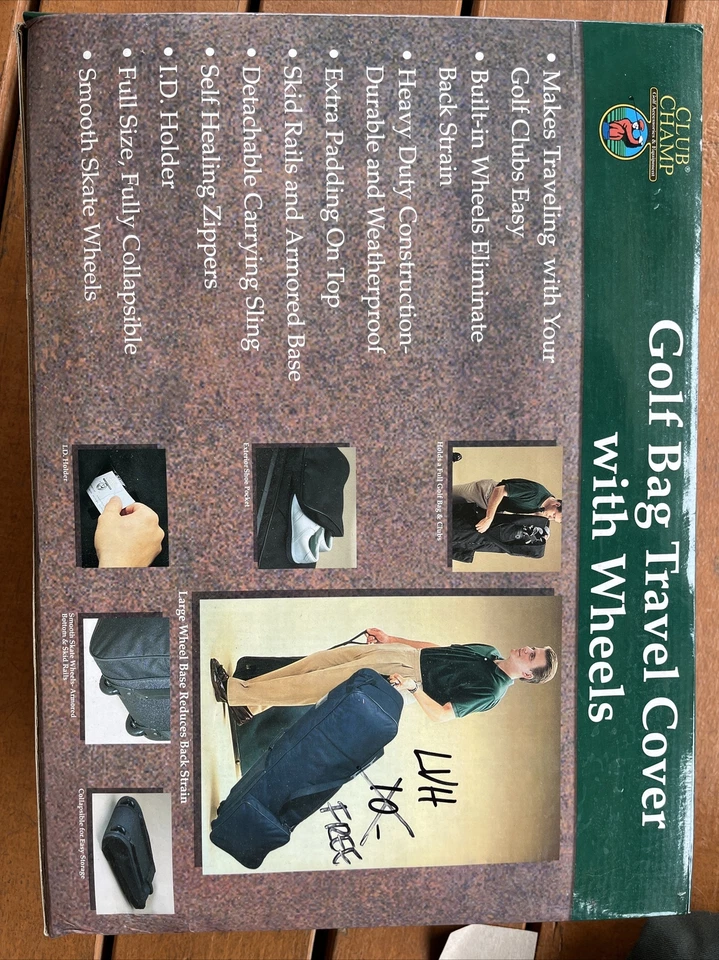 CLUB
CHAMP®
Golf Accessories & Equipment
Golf Bag Travel Cover
with Wheels
• Makes Traveling with Your
Golf Clubs Easy
• Built-in Wheels Eliminate
Back Strain
• Heavy Duty Construction-
Durable and Weatherproof
• Extra Padding On Top
• Skid Rails and Armored Base
• Detachable Carrying Sling
• Self Healing Zippers
• I.D. Holder
• Full Size, Fully Collapsible
• Smooth Skate Wheels
Holds a Full Golf Bag & Clubs
Exterior Shoe Pocket
I.D. Holder
LVH
10-
FREE
Large Wheel Base Reduces Back Strain
Smooth Skate Wheels- Armored
Bottom & Skid Rails
Collapsible for Easy Storage